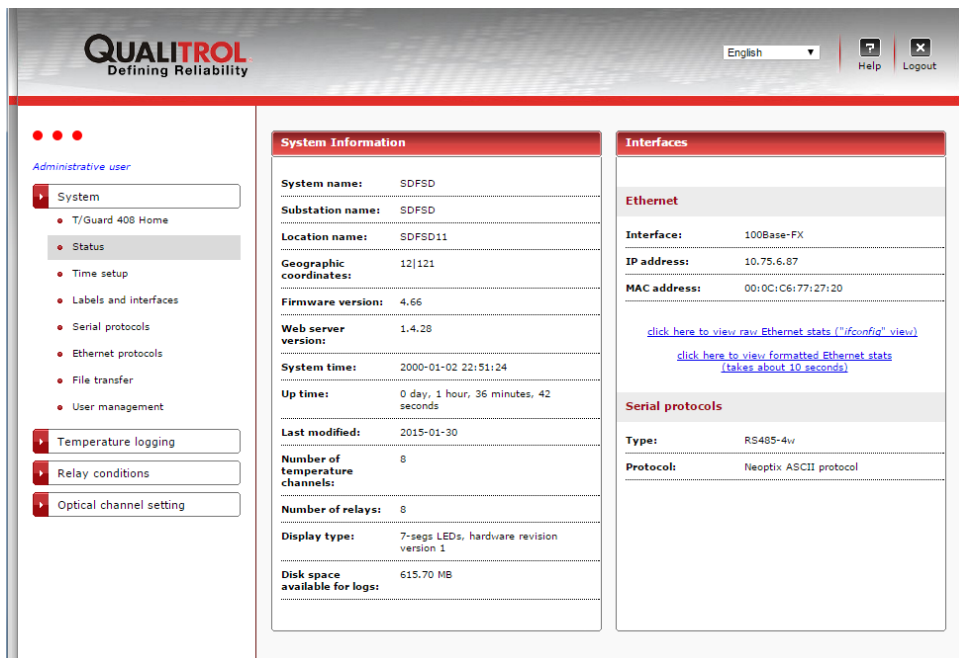 QUALITROL
Defining Reliability
English
Help
Logout
Administrative user
System
T/Guard 408 Home
Status
Time setup
Labels and interfaces
Serial protocols
Ethernet protocols
File transfer
User management
Temperature logging
Relay conditions
Optical channel setting
System Information
System name: SDFSD
Substation name: SDFSD
Location name: SDFSD11
Geographic 12|121
coordinates:
Firmware version: 4.66
Web server 1.4.28
version:
System time: 2000-01-02 22:51:24
Up time: 0 day, 1 hour, 36 minutes, 42
seconds
Last modified: 2015-01-30
Number of 8
temperature
channels:
Number of relays: 8
Display type: 7-segs LEDs, hardware revision
version 1
Disk space 615.70 MB
available for logs:
Interfaces
Ethernet
Interface: 100Base-FX
IP address: 10.75.6.87
MAC address: 00:0C:C6:77:27:20
click here to view raw Ethernet stats ("ifconfig" view)
click here to view formatted Ethernet stats
(takes about 10 seconds)
Serial protocols
Type: RS485-4w
Protocol: Neoptix ASCII protocol